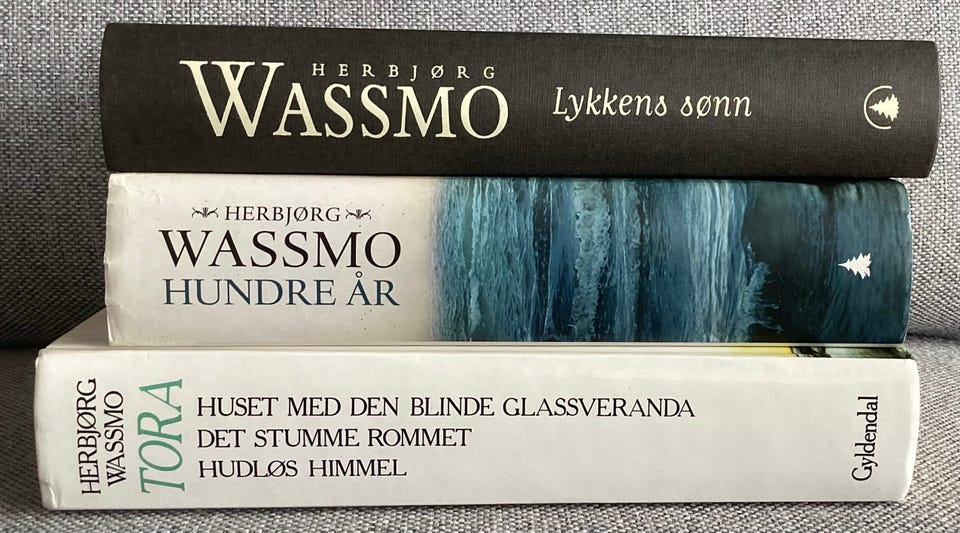 HERBJØRG
WASSMO
Lykkens sønn
HERBJØRG
WASSMO
HUNDRE ÅR
HERBJØRG
WASSMO
TORA
HUSET MED DEN BLINDE GLASSVERANDA
DET STUMME ROMMET
HUDLØS HIMMEL
Gyldendal